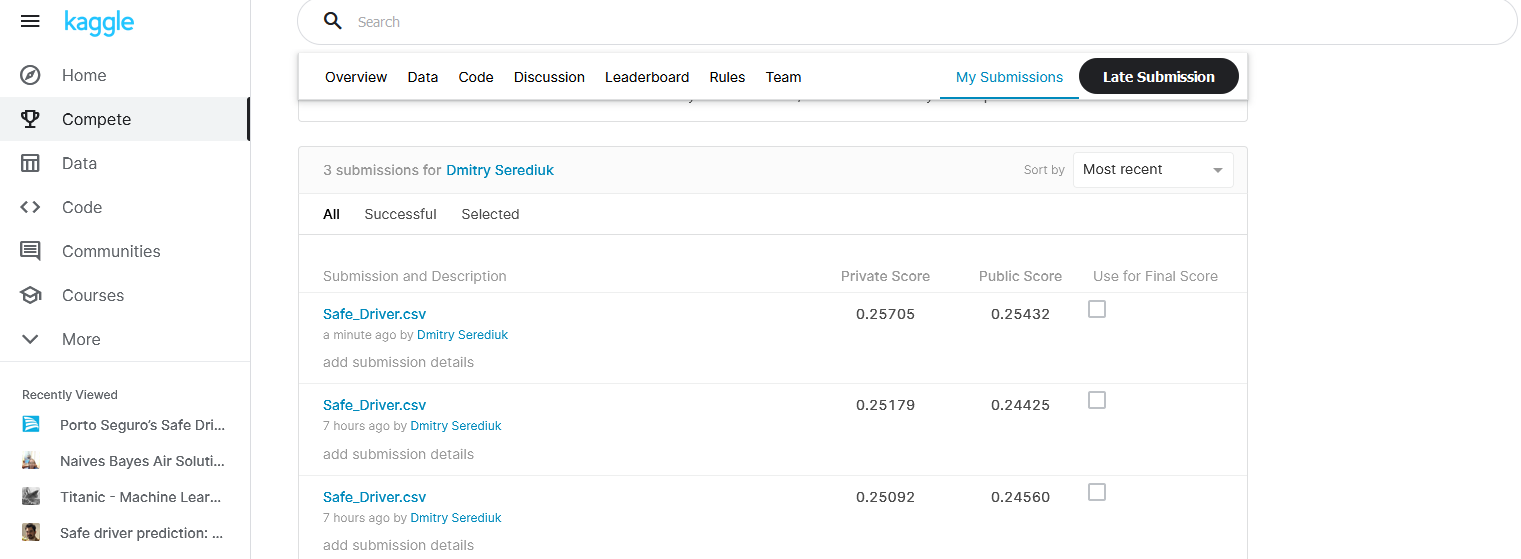 kaggle
Search
Home
Compete
Data
Code
Communities
Courses
More
Recently Viewed
Porto Seguro's Safe Dri...
Naives Bayes Air Soluti...
Titanic - Machine Lear...
Safe driver prediction: ...
Overview Data Code Discussion Leaderboard Rules Team My Submissions Late Submission
3 submissions for Dmitry Serediuk Sort by Most recent
All Successful Selected
Submission and Description Private Score Public Score Use for Final Score
Safe_Driver.csv 0.25705 0.25432
a minute ago by Dmitry Serediuk
add submission details
Safe_Driver.csv 0.25179 0.24425
7 hours ago by Dmitry Serediuk
add submission details
Safe_Driver.csv 0.25092 0.24560
7 hours ago by Dmitry Serediuk
add submission details